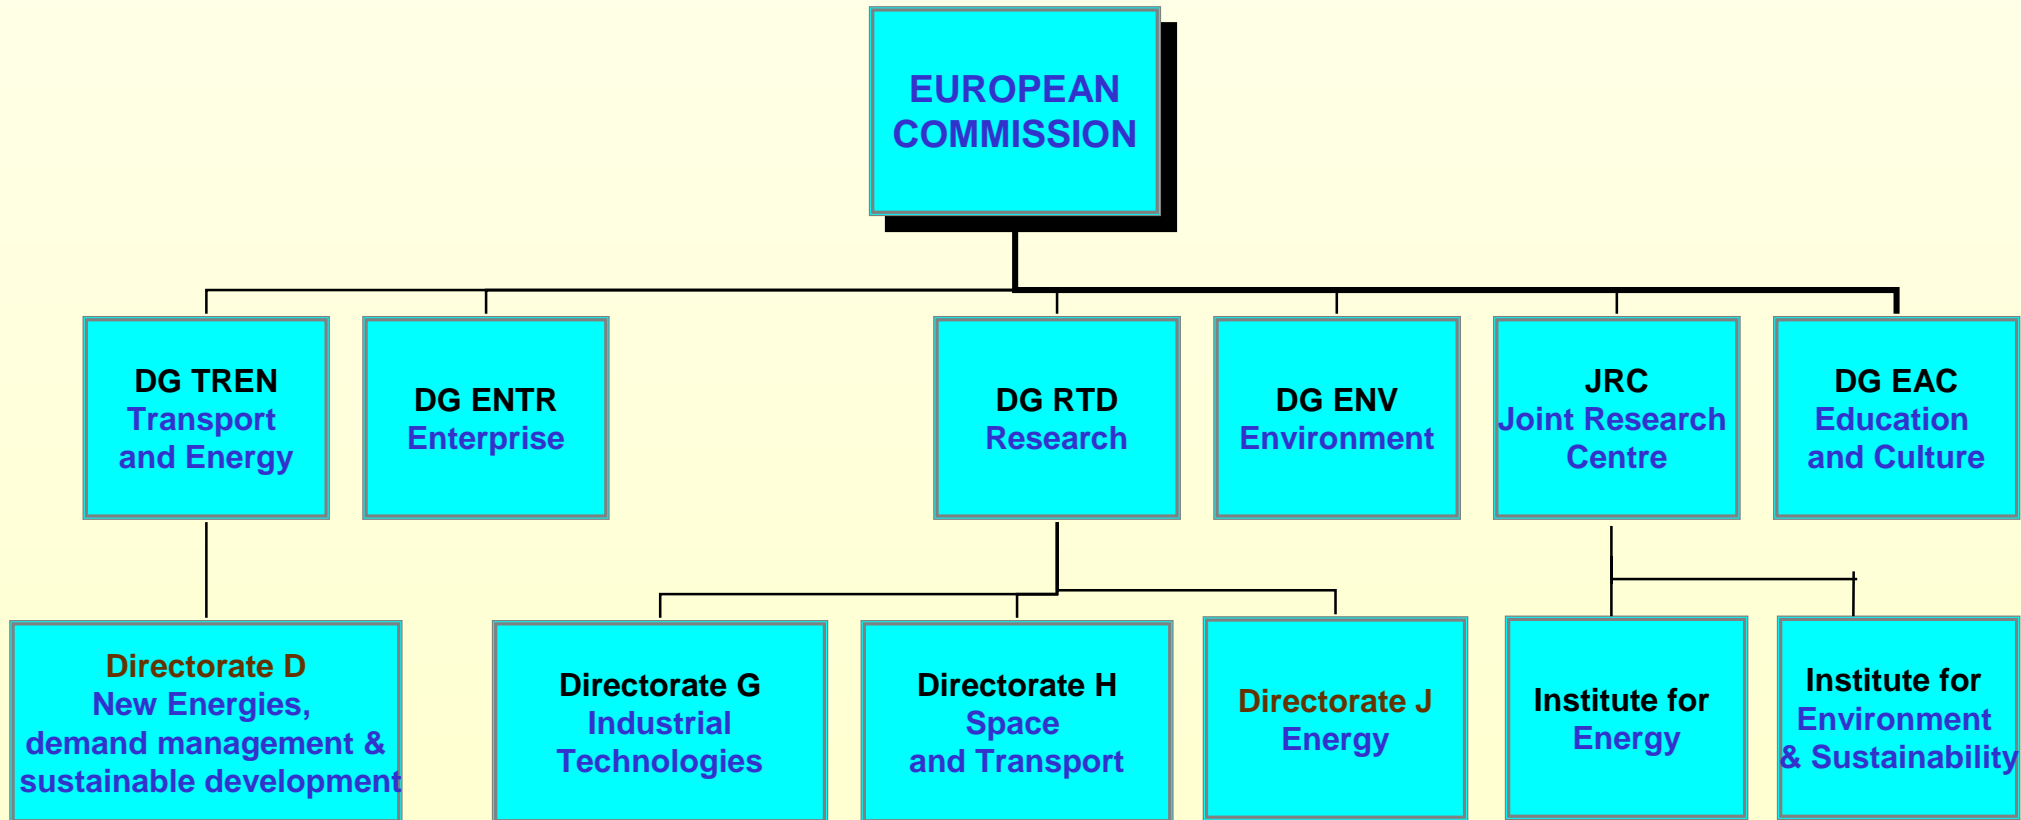 EUROPEAN
COMMISSION
DG TREN
Transport
and Energy
DG ENTR
Enterprise
DG RTD
Research
DG ENV
Environment
JRC
Joint Research
Centre
DG EAC
Education
and Culture
Directorate D
New Energies,
demand management &
sustainable development
Directorate G
Industrial
Technologies
Directorate H
Space
and Transport
Directorate J
Energy
Institute for
Energy
Institute for
Environment
& Sustainability